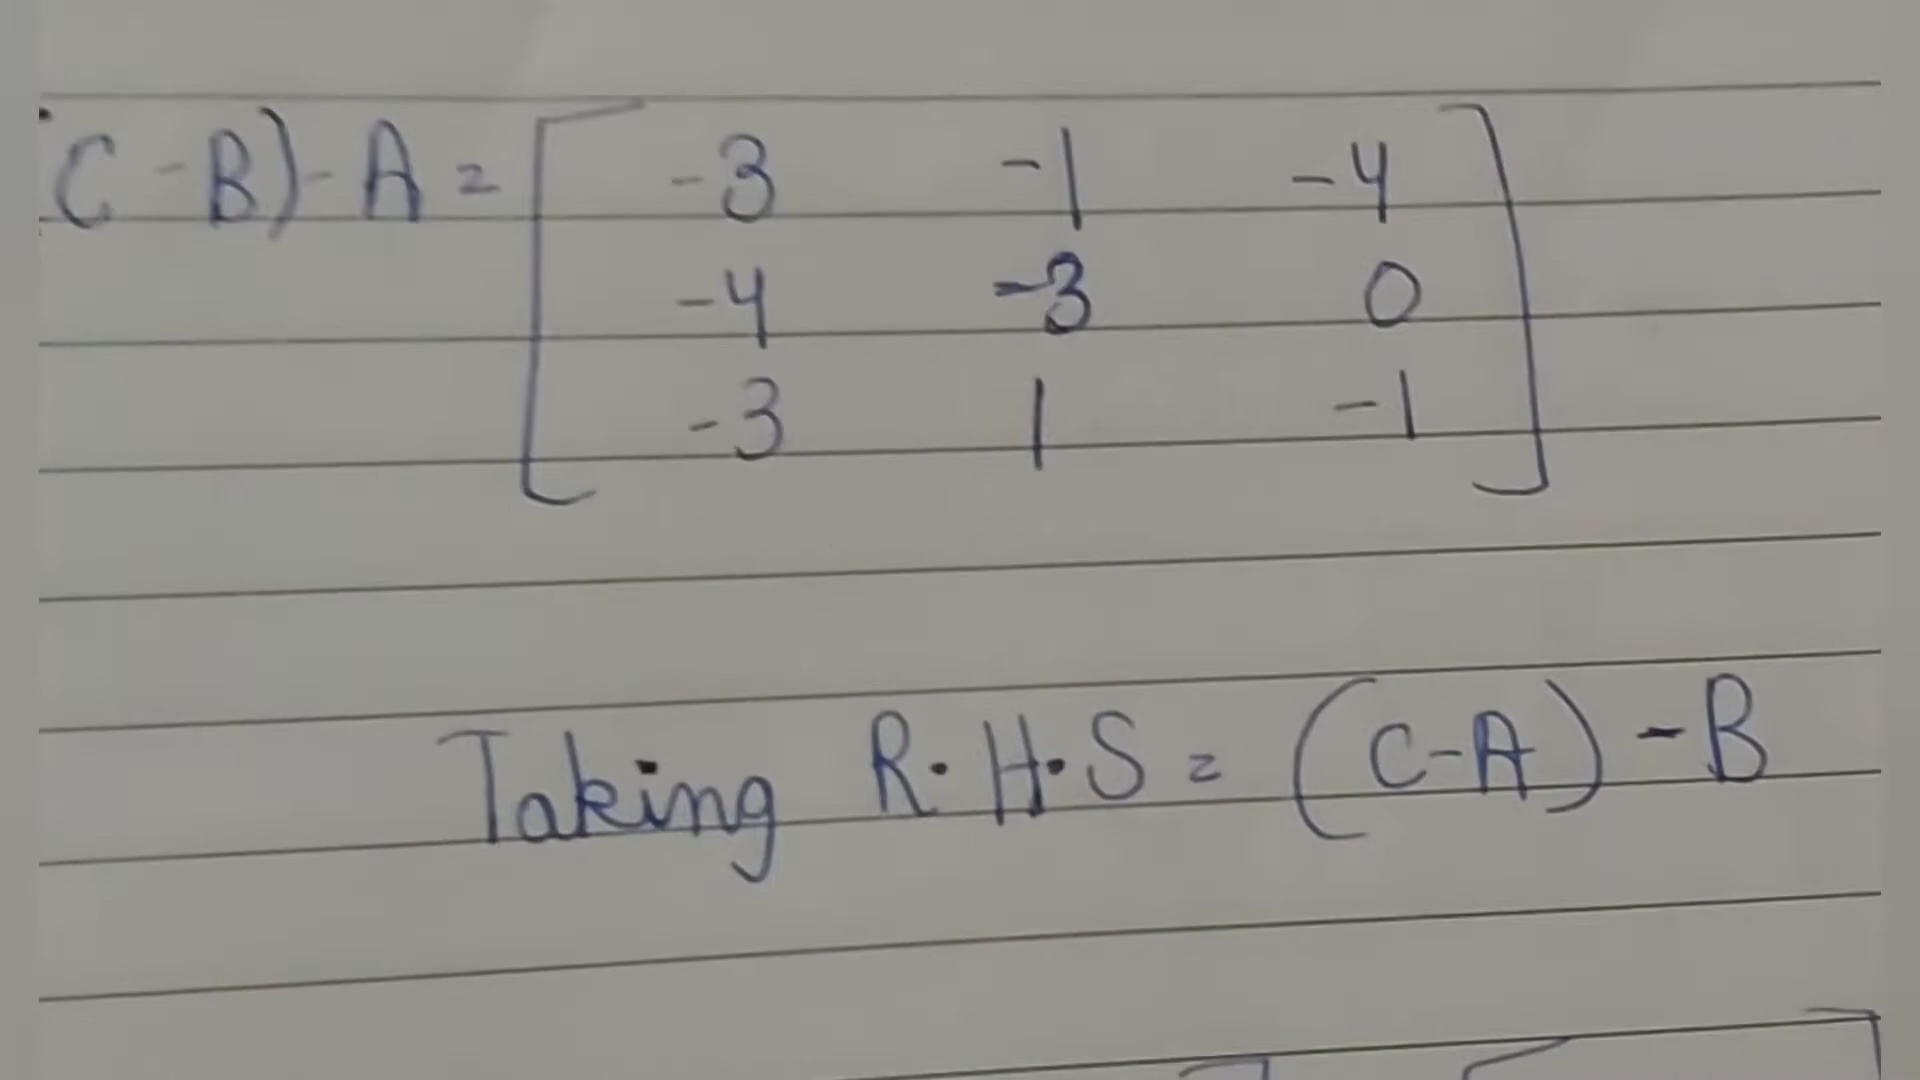 (C-B)-A = [ -3 -1 -4
-4 -3 0
-3 1 -1 ]
Taking R.H.S = (C-A) - B